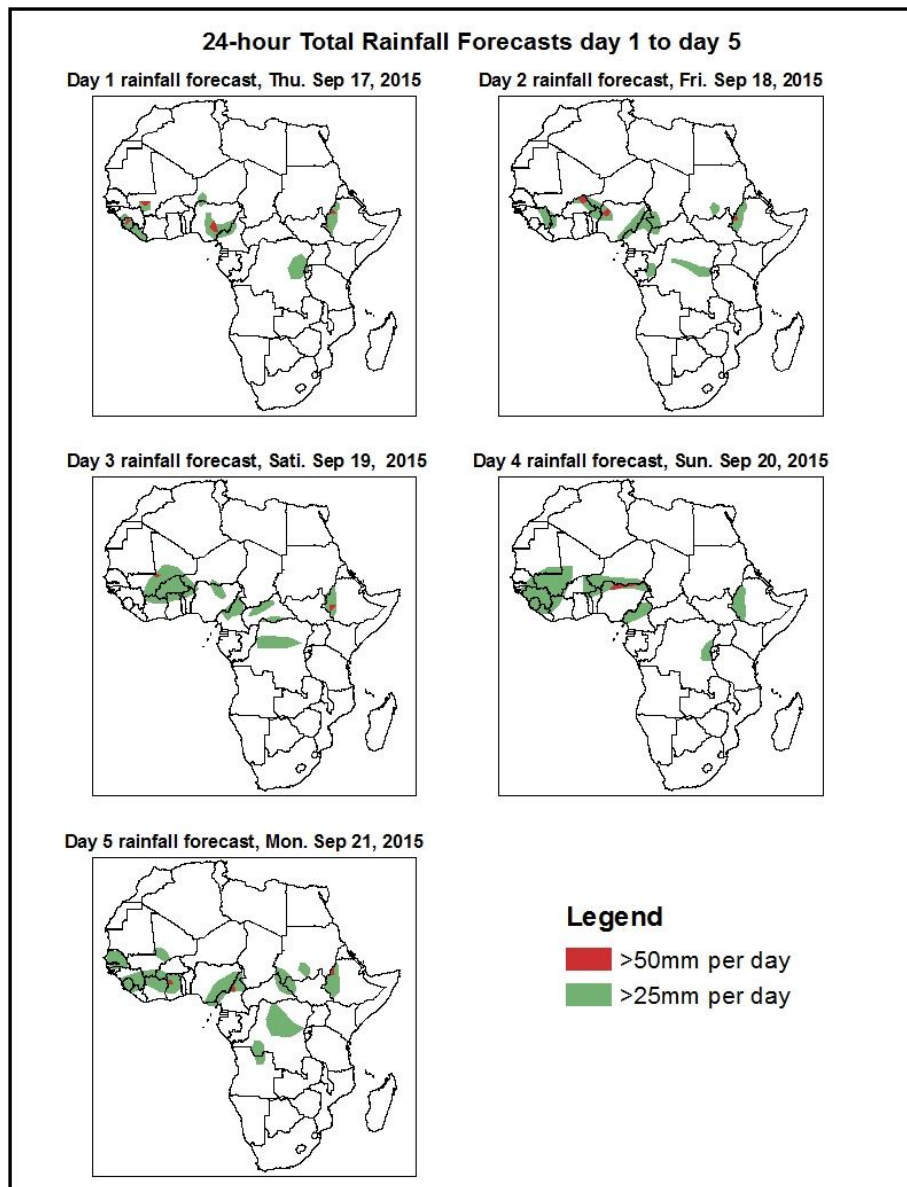 24-hour Total Rainfall Forecasts day 1 to day 5
Day 1 rainfall forecast, Thu. Sep 17, 2015
Day 2 rainfall forecast, Fri. Sep 18, 2015
Day 3 rainfall forecast, Sati. Sep 19, 2015
Day 4 rainfall forecast, Sun. Sep 20, 2015
Day 5 rainfall forecast, Mon. Sep 21, 2015
Legend
>50mm per day
>25mm per day